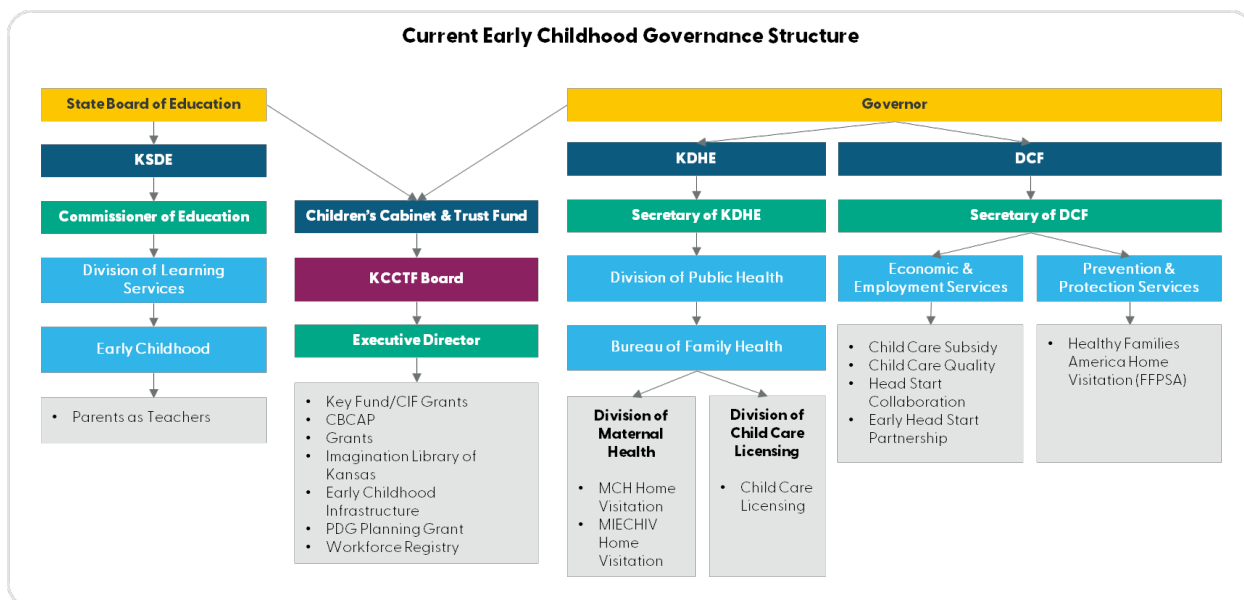 Current Early Childhood Governance Structure
State Board of Education
Governor
KSDE
KDHE
DCF
Commissioner of Education
Children's Cabinet & Trust Fund
Secretary of KDHE
Secretary of DCF
Division of Learning
Services
KCCTF Board
Division of Public Health
Economic &
Employment Services
Prevention &
Protection Services
Early Childhood
Executive Director
Bureau of Family Health
• Parents as Teachers
• Key Fund/CIF Grants
• CBCAP
• Grants
• Imagination Library of
Kansas
• Early Childhood
Infrastructure
• PDG Planning Grant
• Workforce Registry
Division of
Maternal
Health
• MCH Home
Visitation
• MIECHIV
Home
Visitation
Division of
Child Care
Licensing
• Child Care
Licensing
• Child Care Subsidy
• Child Care Quality
• Head Start
Collaboration
• Early Head Start
Partnership
• Healthy Families
America Home
Visitation (FFPSA)